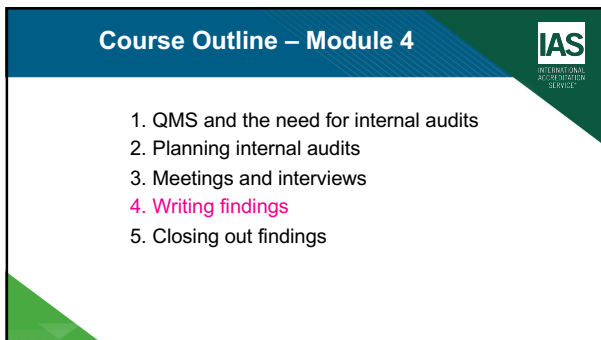 Course Outline – Module 4
IAS
INTERNATIONAL
ACCREDITATION
SERVICE®
1. QMS and the need for internal audits
2. Planning internal audits
3. Meetings and interviews
4. Writing findings
5. Closing out findings